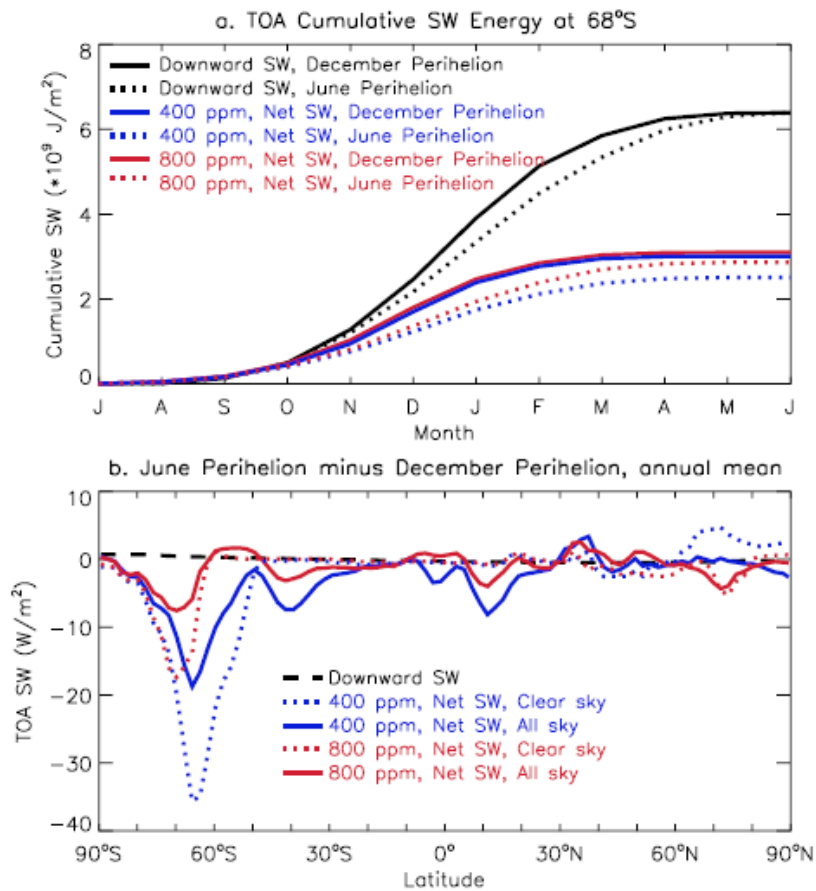 a. TOA Cumulative SW Energy at 68°S
Cumulative SW (*10⁹ J/m²)
8
6
4
2
0
Downward SW, December Perihelion
Downward SW, June Perihelion
400 ppm, Net SW, December Perihelion
400 ppm, Net SW, June Perihelion
800 ppm, Net SW, December Perihelion
800 ppm, Net SW, June Perihelion
J A S O N D J F M A M J
Month
b. June Perihelion minus December Perihelion, annual mean
TOA SW (W/m²)
10
0
-10
-20
-30
-40
Downward SW
400 ppm, Net SW, Clear sky
400 ppm, Net SW, All sky
800 ppm, Net SW, Clear sky
800 ppm, Net SW, All sky
90°S 60°S 30°S 0° 30°N 60°N 90°N
Latitude